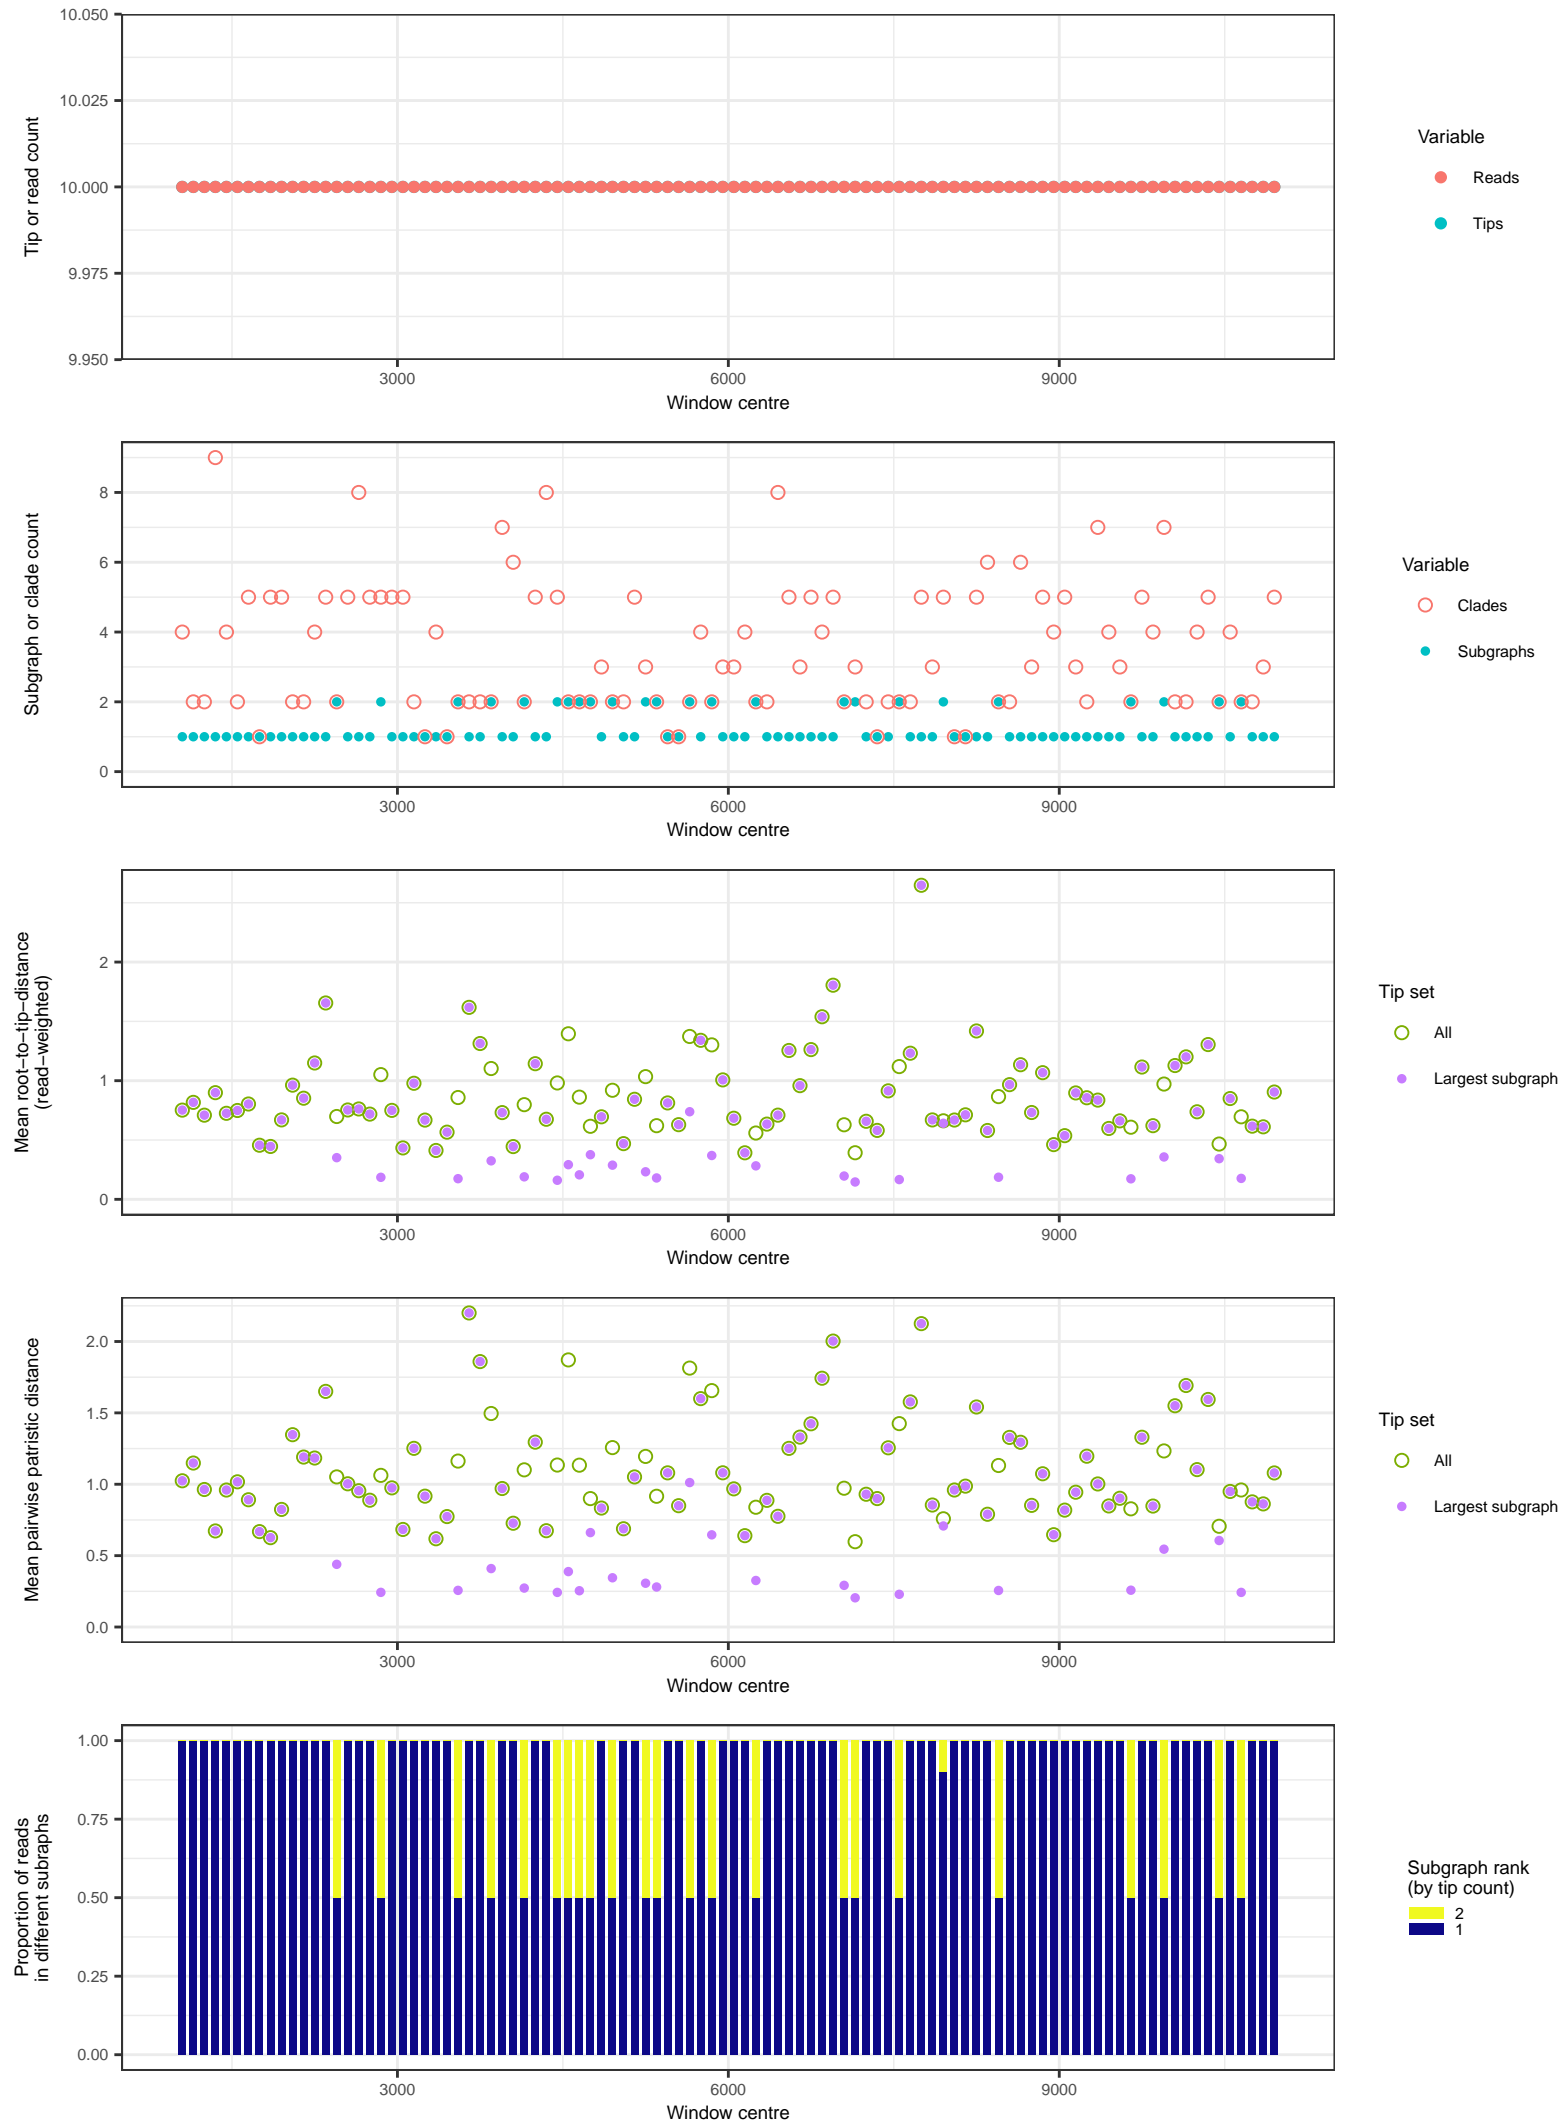 10.050
10.025
10.000
9.975
9.950
Tip or read count
3000
6000
9000
Window centre
Variable
Reads
Tips
8
6
4
2
0
Subgraph or clade count
3000
6000
9000
Window centre
Variable
Clades
Subgraphs
2
1
0
Mean root−to−tip−distance
(read−weighted)
3000
6000
9000
Window centre
Tip set
All
Largest subgraph
2.0
1.5
1.0
0.5
0.0
Mean pairwise patristic distance
3000
6000
9000
Window centre
Tip set
All
Largest subgraph
1.00
0.75
0.50
0.25
0.00
Proportion of reads
in different subraphs
3000
6000
9000
Window centre
Subgraph rank
(by tip count)
2
1